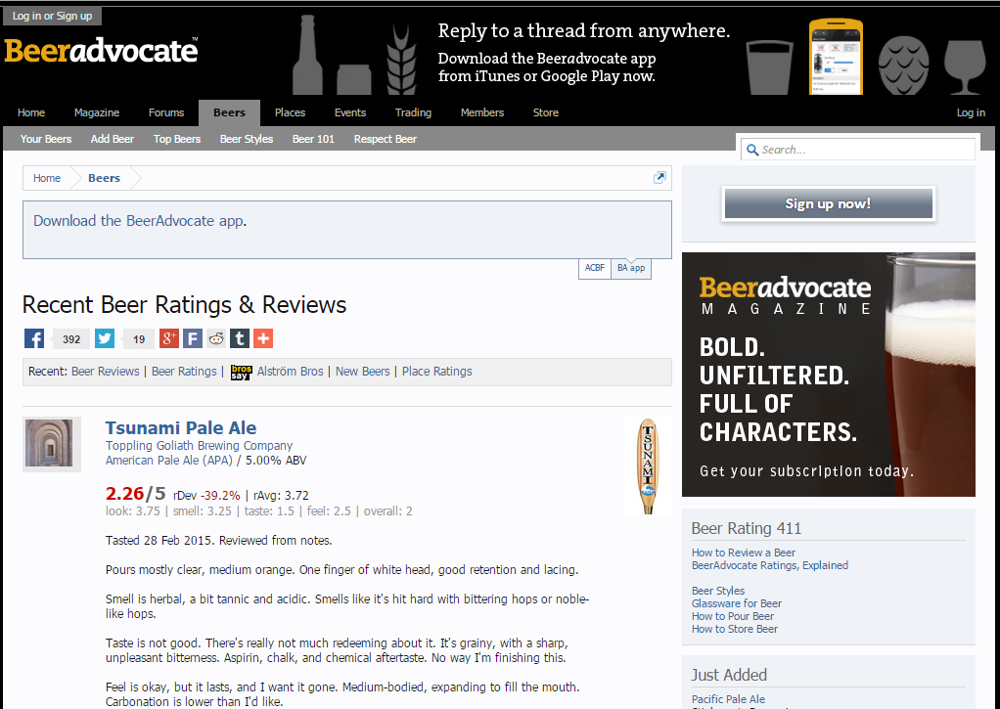 Log in or Sign up
Beeradvocate™
Reply to a thread from anywhere.
Download the Beeradvocate app
from iTunes or Google Play now.
Home Magazine Forums Beers Places Events Trading Members Store Log in
Your Beers Add Beer Top Beers Beer Styles Beer 101 Respect Beer
Search...
Home Beers
Download the BeerAdvocate app.
ACBF BA app
Recent Beer Ratings & Reviews
392 19
Recent: Beer Reviews | Beer Ratings | bros say Alström Bros | New Beers | Place Ratings
Tsunami Pale Ale
Toppling Goliath Brewing Company
American Pale Ale (APA) / 5.00% ABV
TSUNAMI
2.26/5 rDev -39.2% | rAvg: 3.72
look: 3.75 | smell: 3.25 | taste: 1.5 | feel: 2.5 | overall: 2
Tasted 28 Feb 2015. Reviewed from notes.
Pours mostly clear, medium orange. One finger of white head, good retention and lacing.
Smell is herbal, a bit tannic and acidic. Smells like it's hit hard with bittering hops or noble-
like hops.
Taste is not good. There's really not much redeeming about it. It's grainy, with a sharp,
unpleasant bitterness. Aspirin, chalk, and chemical aftertaste. No way I'm finishing this.
Feel is okay, but it lasts, and I want it gone. Medium-bodied, expanding to fill the mouth.
Carbonation is lower than I'd like.
Sign up now!
Beeradvocate
MAGAZINE
BOLD.
UNFILTERED.
FULL OF
CHARACTERS.
Get your subscription today.
Beer Rating 411
How to Review a Beer
BeerAdvocate Ratings, Explained
Beer Styles
Glassware for Beer
How to Pour Beer
How to Store Beer
Just Added
Pacific Pale Ale